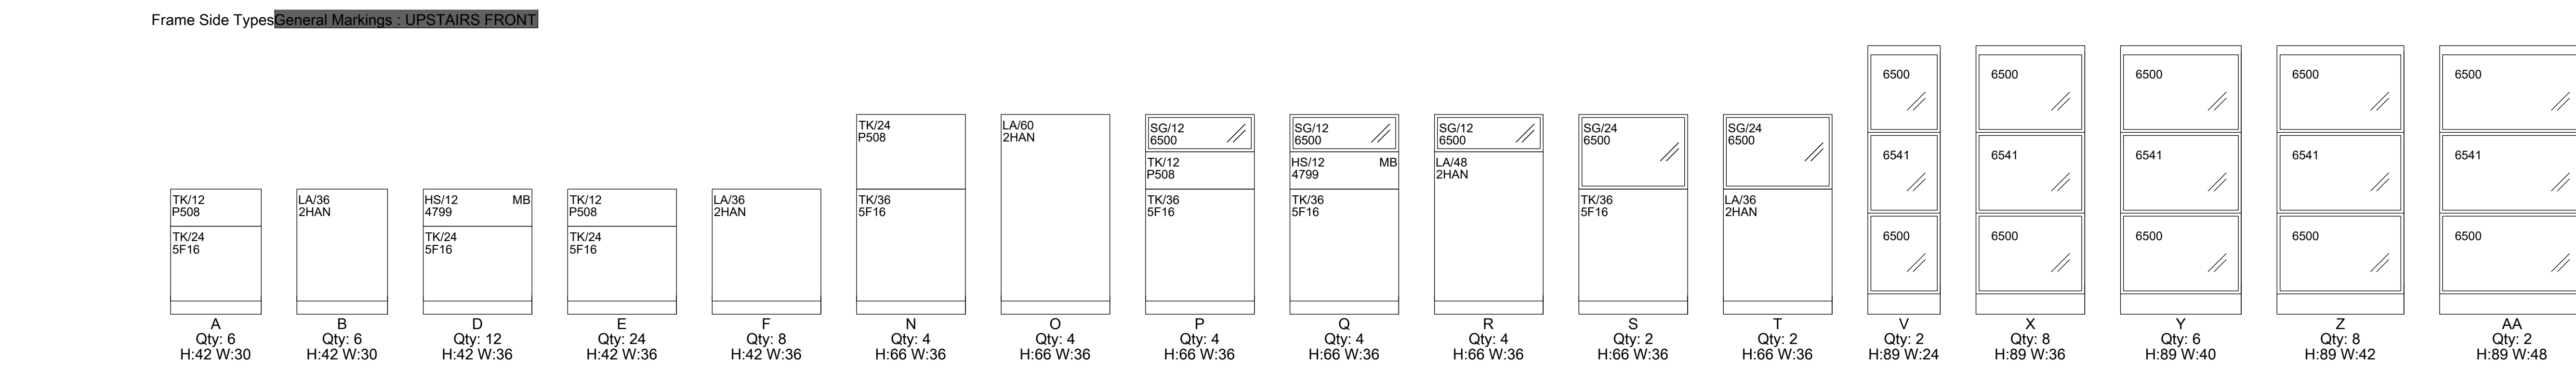 Frame Side Types General Markings : UPSTAIRS FRONT
TK/12
P508
TK/24
5F16
A
Qty: 6
H:42 W:30
LA/36
2HAN
B
Qty: 6
H:42 W:30
HS/12 MB
4799
TK/24
5F16
D
Qty: 12
H:42 W:36
TK/12
P508
TK/24
5F16
E
Qty: 24
H:42 W:36
LA/36
2HAN
F
Qty: 8
H:42 W:36
TK/24
P508
TK/36
5F16
N
Qty: 4
H:66 W:36
LA/60
2HAN
O
Qty: 4
H:66 W:36
SG/12
6500
TK/12
P508
TK/36
5F16
P
Qty: 4
H:66 W:36
SG/12
6500
HS/12 MB
4799
TK/36
5F16
Q
Qty: 4
H:66 W:36
SG/12
6500
LA/48
2HAN
R
Qty: 4
H:66 W:36
SG/24
6500
TK/36
5F16
S
Qty: 2
H:66 W:36
SG/24
6500
LA/36
2HAN
T
Qty: 2
H:66 W:36
6500
6541
6500
V
Qty: 2
H:89 W:24
6500
6541
6500
X
Qty: 8
H:89 W:36
6500
6541
6500
Y
Qty: 6
H:89 W:40
6500
6541
6500
Z
Qty: 8
H:89 W:42
6500
6541
6500
AA
Qty: 2
H:89 W:48